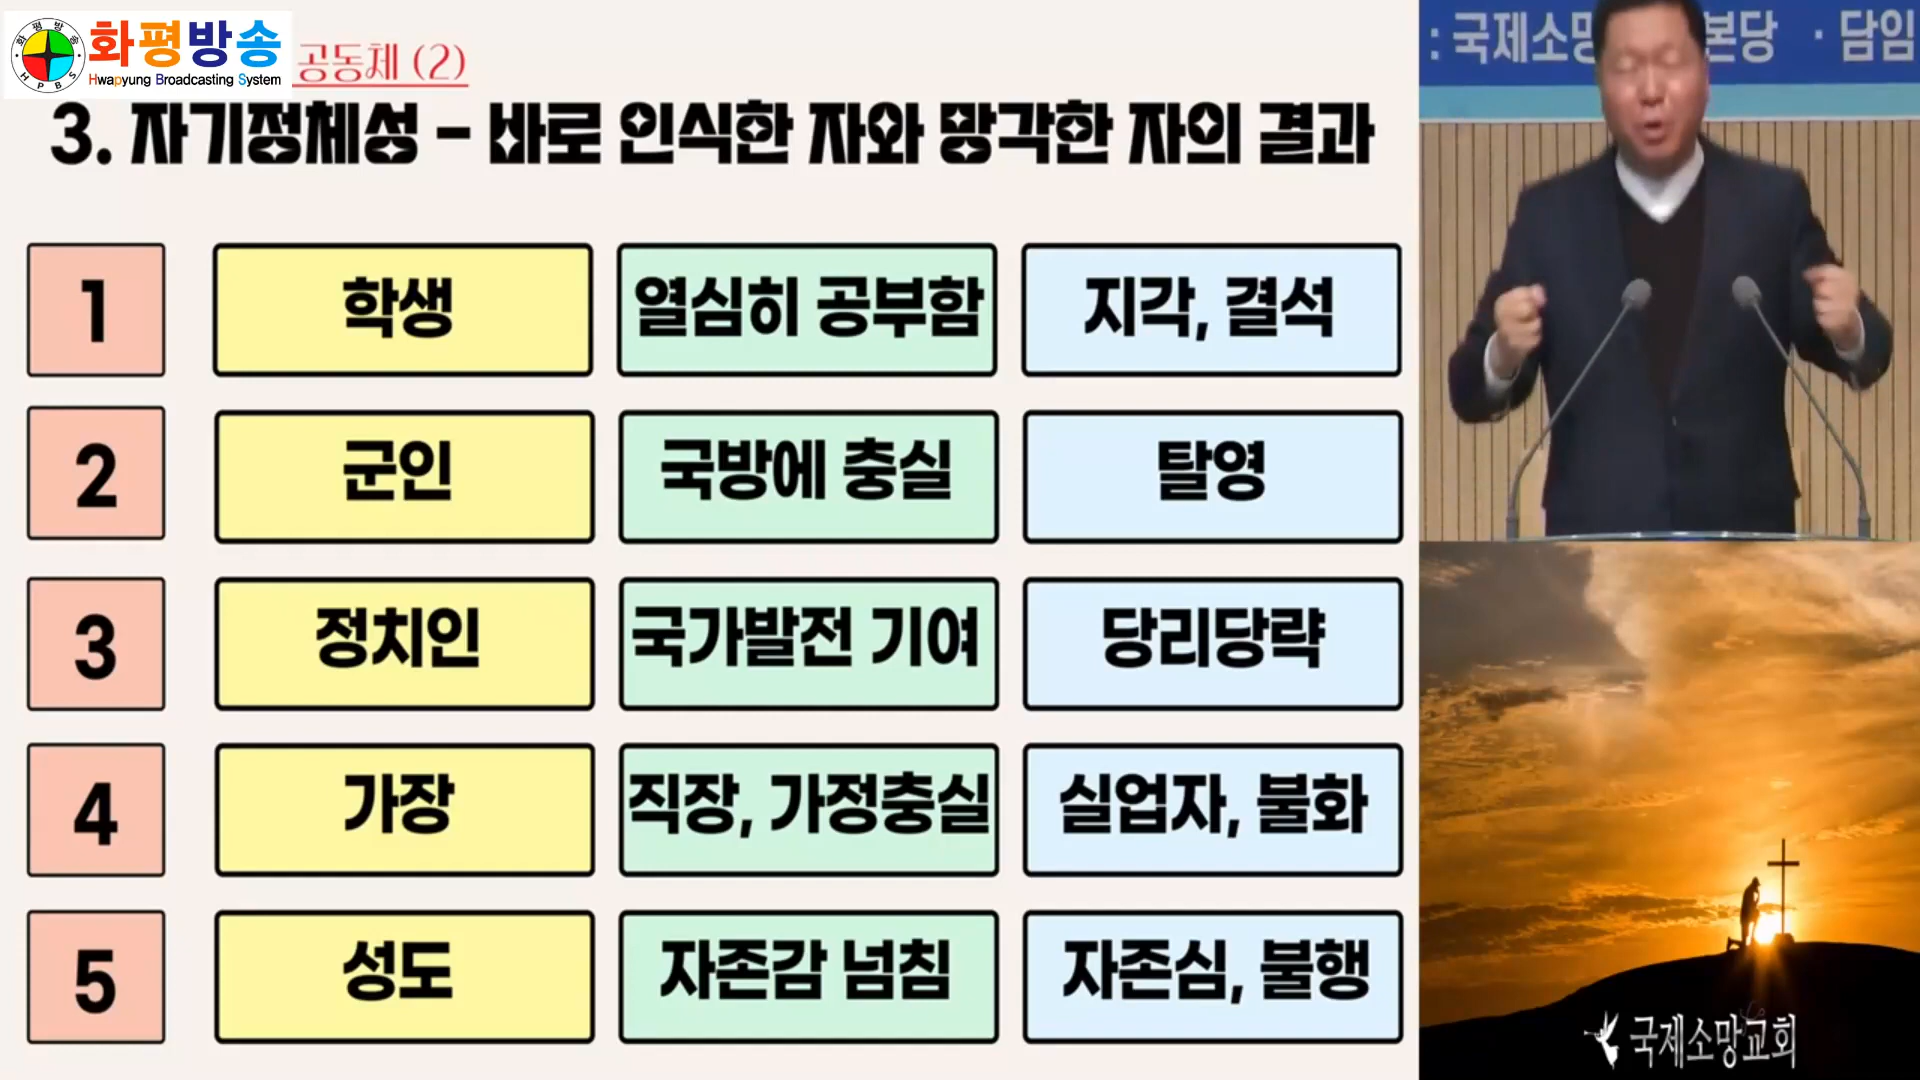 화평방송
Hwapyung Broadcasting System
화평방송
HPBS
공동체 (2)
3. 자기정체성 - 바로 인식한 자와 망각한 자의 결과
1 학생 열심히 공부함 지각, 결석
2 군인 국방에 충실 탈영
3 정치인 국가발전 기여 당리당략
4 가장 직장, 가정충실 실업자, 불화
5 성도 자존감 넘침 자존심, 불행
: 국제소망 본당 · 담임
국제소망교회